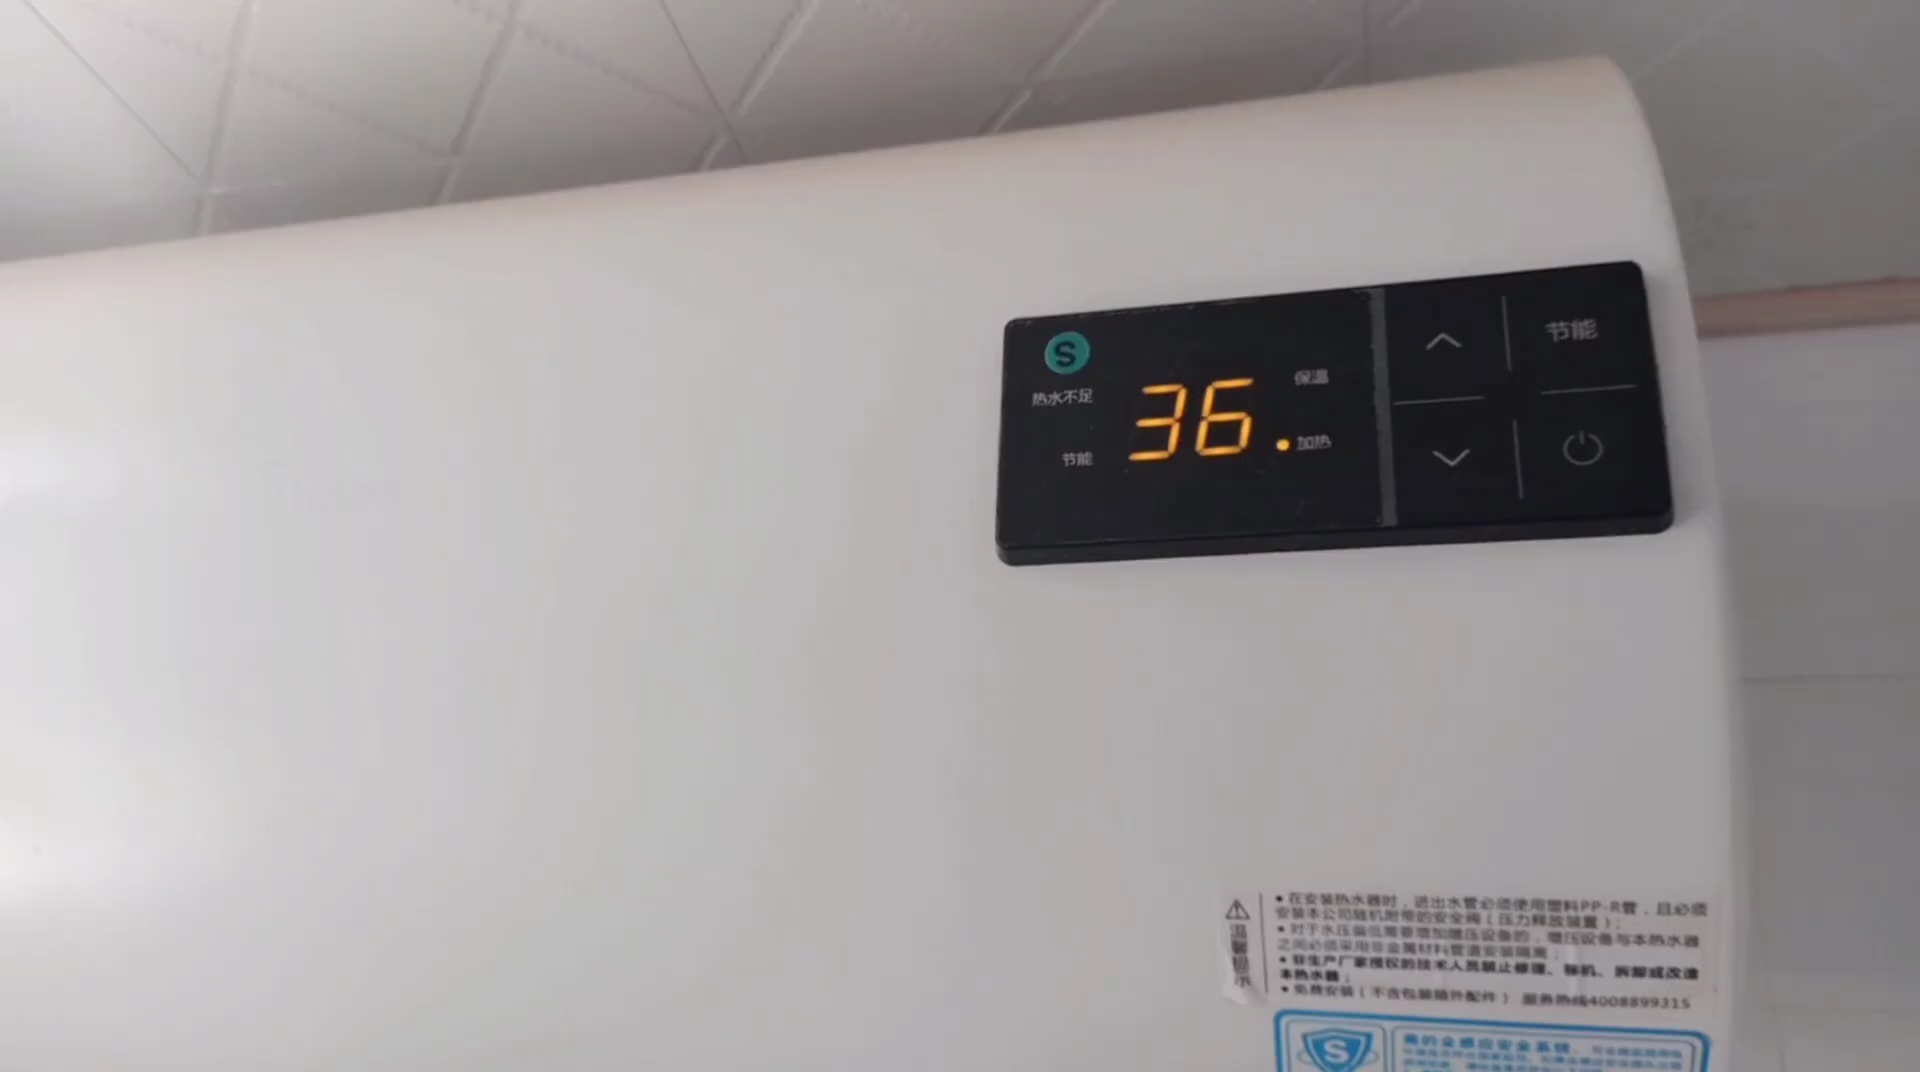 S
热水不足
节能
36
保温
加热
节能
温馨提示
• 在安装热水器时，进出水管必须使用塑料PP-R管，且必须
安装本公司随机附带的安全阀（压力释放装置）；
• 对于水压偏低需要增加增压设备的，增压设备与本热水器
之间必须采用非金属材料管道安装隔离；
• 非生产厂家授权的技术人员禁止修理、移机、拆卸或改造
本热水器；
• 免费安装（不含包装箱外配件） 服务热线4008899315
S
全感应安全系统